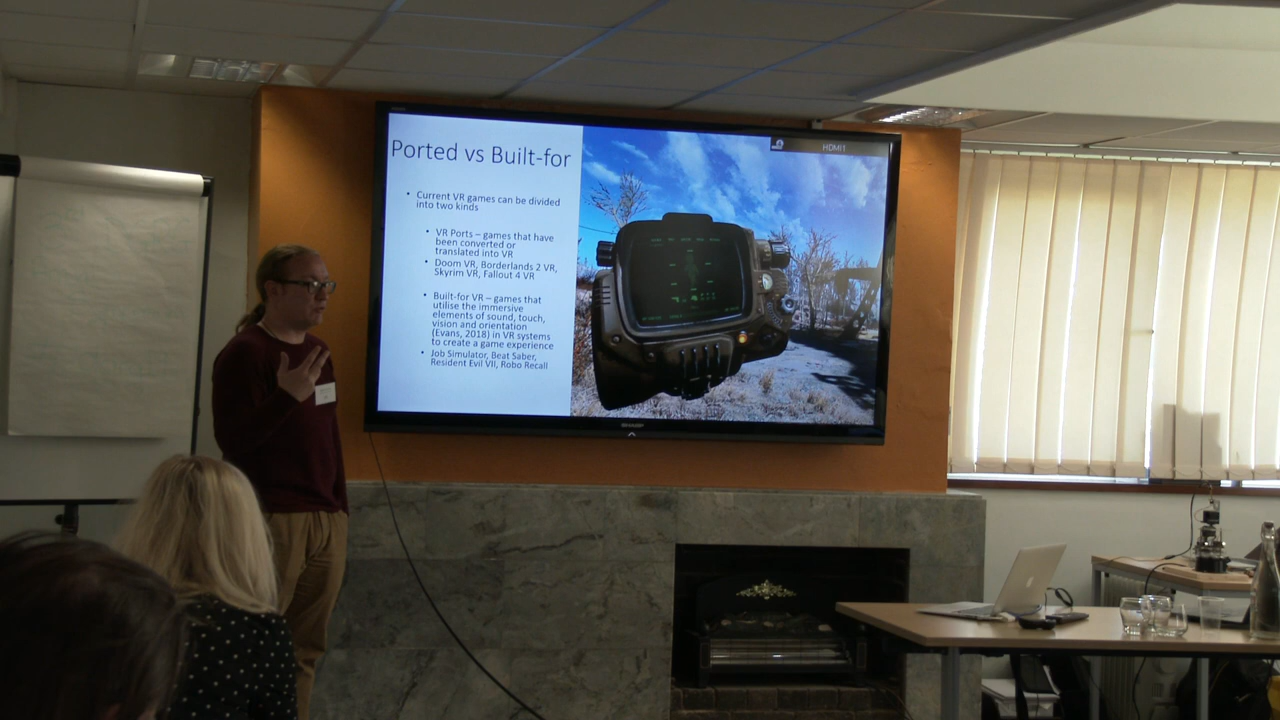 Ported vs Built-for
HDMI1
• Current VR games can be divided
into two kinds
• VR Ports – games that have
been converted or
translated into VR
• Doom VR, Borderlands 2 VR,
Skyrim VR, Fallout 4 VR
• Built-for VR – games that
utilise the immersive
elements of sound, touch,
vision and orientation
(Evans, 2018) in VR systems
to create a game experience
• Job Simulator, Beat Saber,
Resident Evil VII, Robo Recall
SHARP